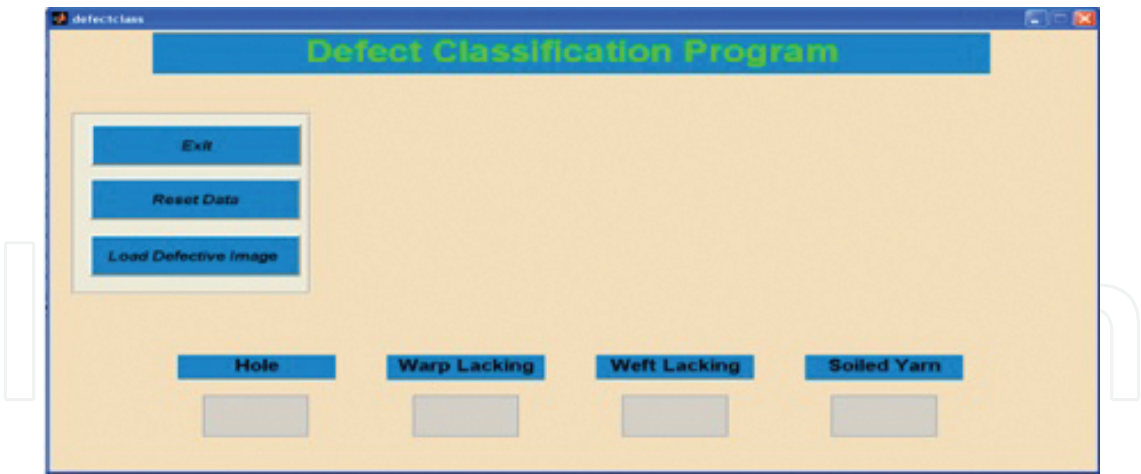 defectclass
Defect Classification Program
Exit
Reset Data
Load Defective Image
Hole
Warp Lacking
Weft Lacking
Soiled Yarn